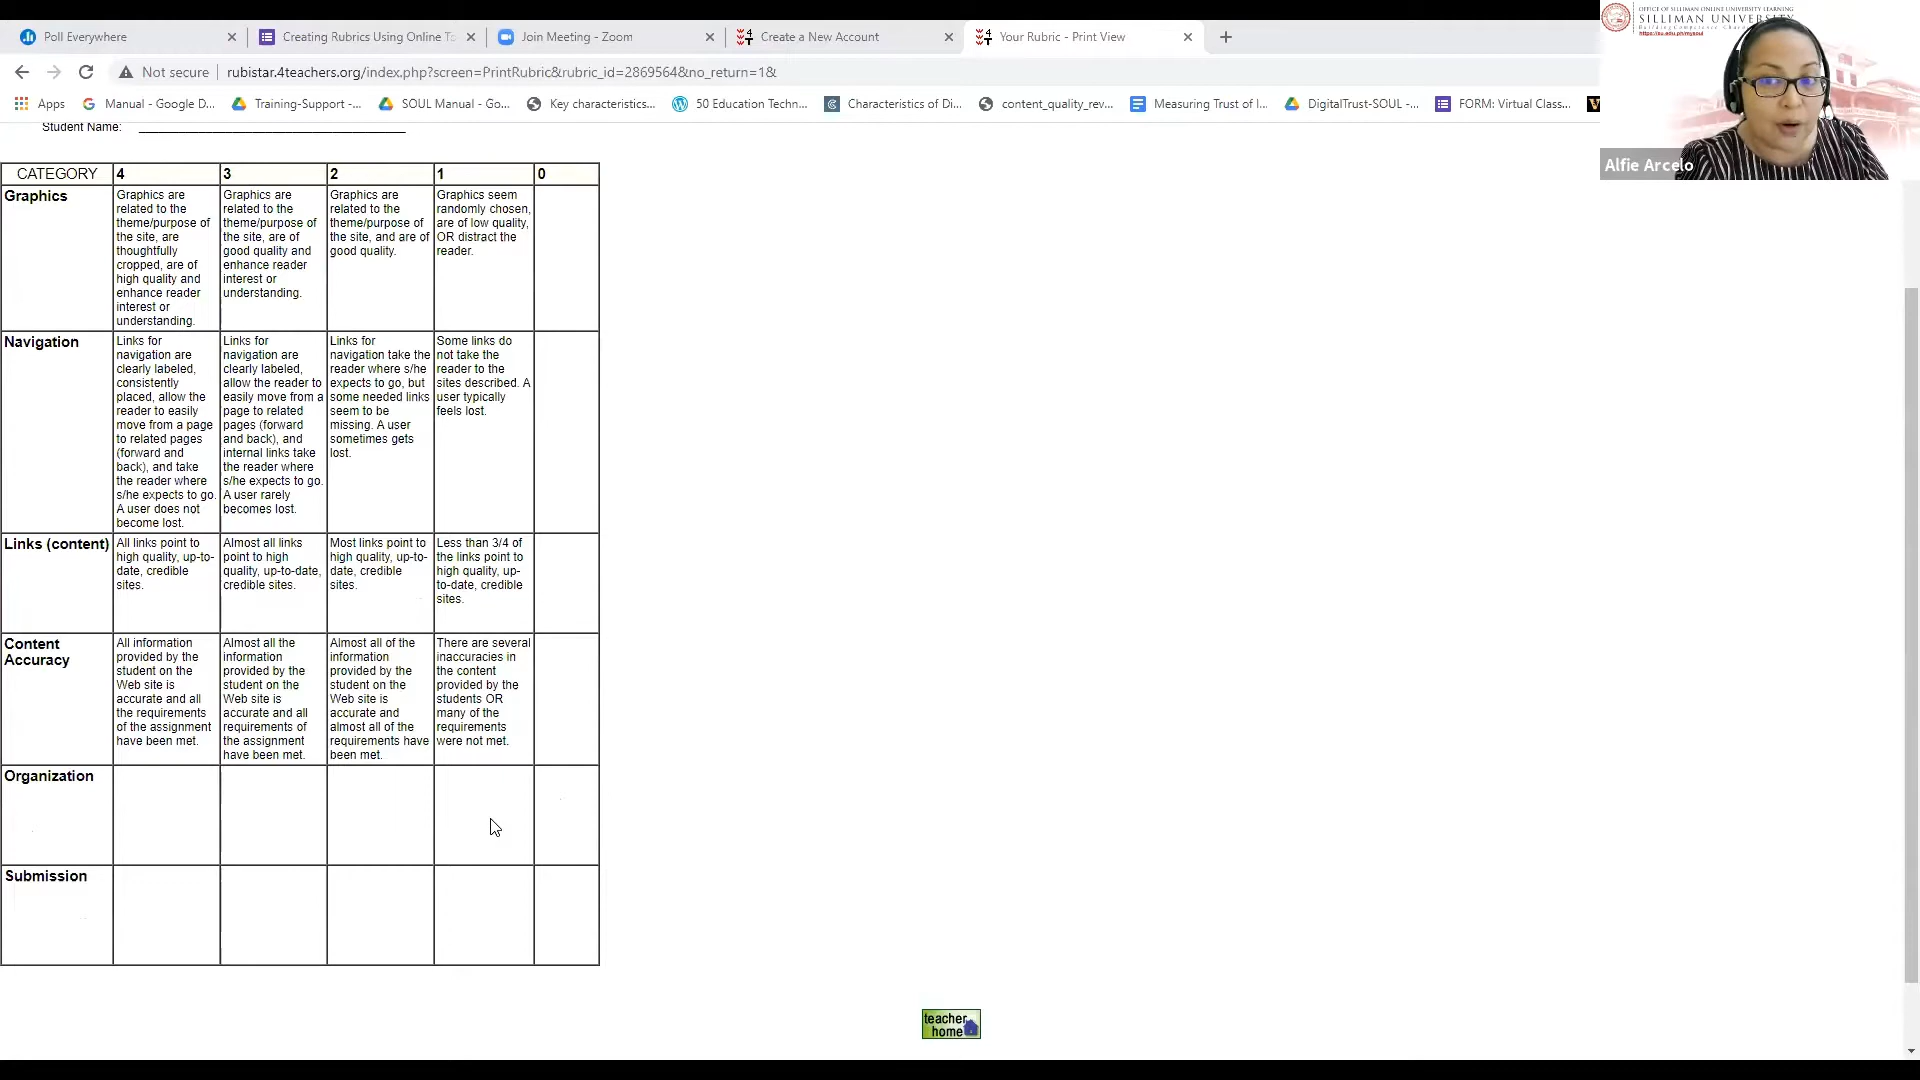 Poll Everywhere
Creating Rubrics Using Online To
Join Meeting - Zoom
Create a New Account
Your Rubric - Print View
Not secure
rubistar.4teachers.org/index.php?screen=PrintRubric&rubric_id=2869564&no_return=1&
Apps
Manual - Google D...
Training-Support -...
SOUL Manual - Go...
Key characteristics...
50 Education Techn...
Characteristics of Di...
content_quality_rev...
Measuring Trust of I...
DigitalTrust-SOUL -...
FORM: Virtual Class...
OFFICE OF SILLIMAN ONLINE UNIVERSITY LEARNING
SILLIMAN UNIVERSITY
https://su.edu.ph/mysoul
Alfie Arcelo
Student Name:
CATEGORY
4
3
2
1
0
Graphics
Graphics are
related to the
theme/purpose of
the site, are
thoughtfully
cropped, are of
high quality and
enhance reader
interest or
understanding.
Graphics are
related to the
theme/purpose of
the site, are of
good quality and
enhance reader
interest or
understanding.
Graphics are
related to the
theme/purpose of
the site, and are of
good quality.
Graphics seem
randomly chosen,
are of low quality,
OR distract the
reader.
Navigation
Links for
navigation are
clearly labeled,
consistently
placed, allow the
reader to easily
move from a page
to related pages
(forward and
back), and take
the reader where
s/he expects to go.
A user does not
become lost.
Links for
navigation are
clearly labeled,
allow the reader to
easily move from a
page to related
pages (forward
and back), and
internal links take
the reader where
s/he expects to go.
A user rarely
becomes lost.
Links for
navigation take the
reader where s/he
expects to go, but
some needed links
seem to be
missing. A user
sometimes gets
lost.
Some links do
not take the
reader to the
sites described. A
user typically
feels lost.
Links (content)
All links point to
high quality, up-to-
date, credible
sites.
Almost all links
point to high
quality, up-to-date,
credible sites.
Most links point to
high quality, up-to-
date, credible
sites.
Less than 3/4 of
the links point to
high quality, up-
to-date, credible
sites.
Content
Accuracy
All information
provided by the
student on the
Web site is
accurate and all
the requirements
of the assignment
have been met.
Almost all the
information
provided by the
student on the
Web site is
accurate and all
requirements of
the assignment
have been met.
Almost all of the
information
provided by the
student on the
Web site is
accurate and
almost all of the
requirements have
been met.
There are several
inaccuracies in
the content
provided by the
students OR
many of the
requirements
were not met.
Organization
Submission
teacher
home